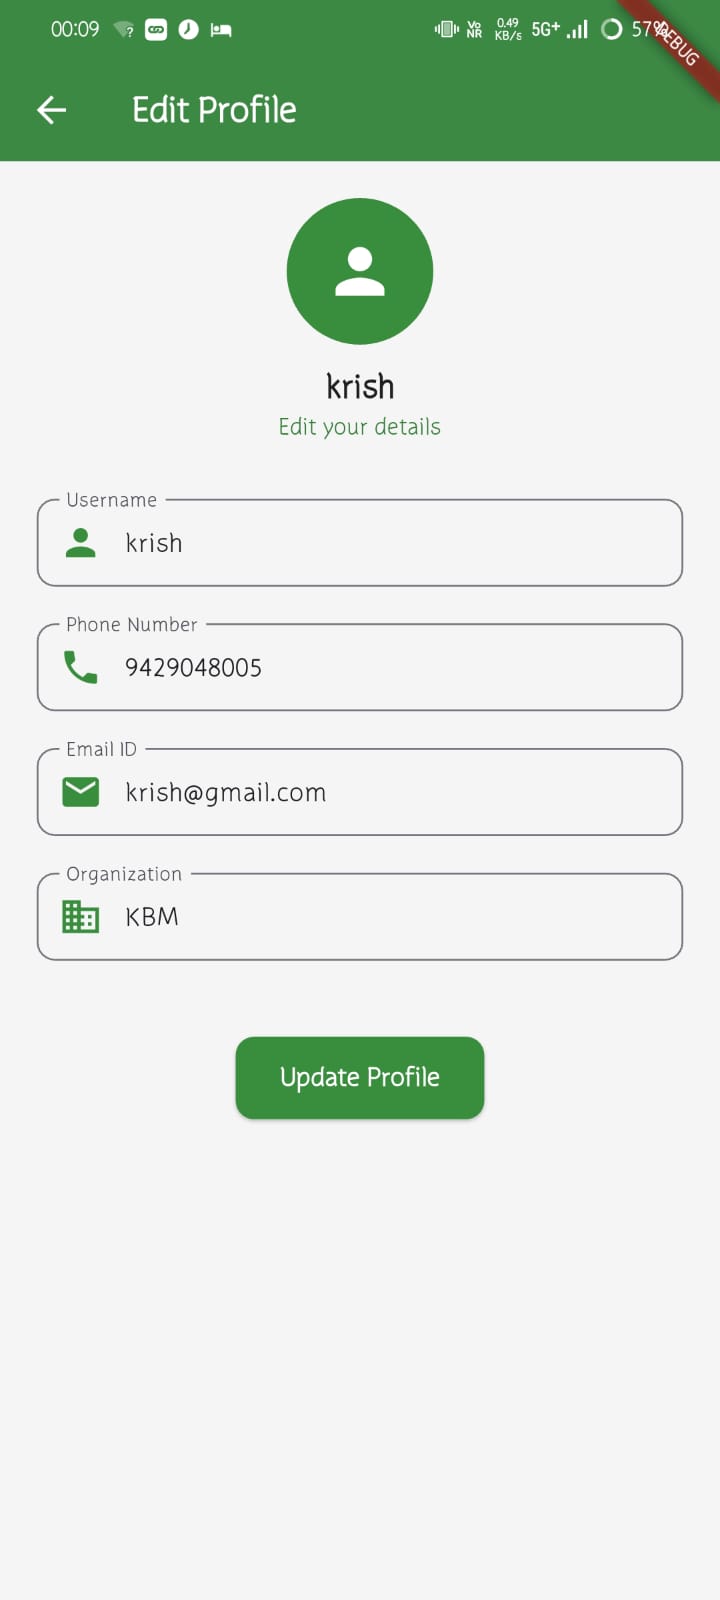 00:09 Vo NR 0.49 KB/s 5G+ 57%
DEBUG
Edit Profile
krish
Edit your details
Username
krish
Phone Number
9429048005
Email ID
krish@gmail.com
Organization
KBM
Update Profile